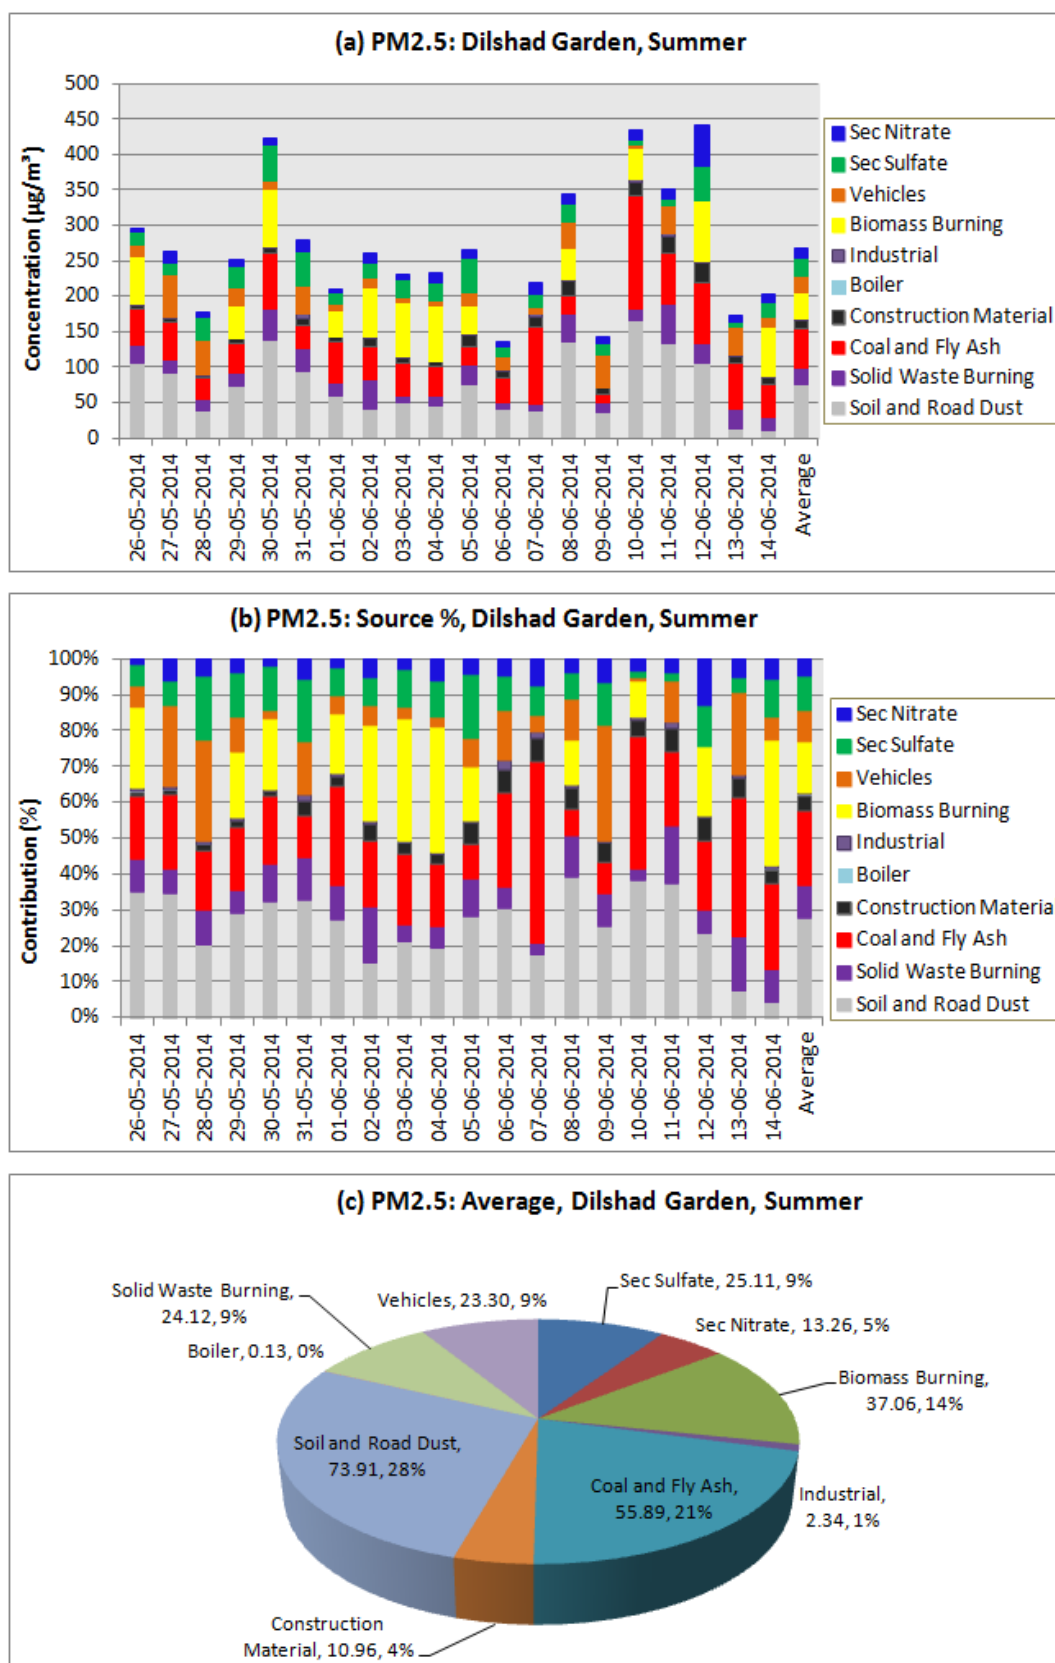 (a) PM2.5: Dilshad Garden, Summer
Concentration (µg/m³)
500
450
400
350
300
250
200
150
100
50
0
26-05-2014
27-05-2014
28-05-2014
29-05-2014
30-05-2014
31-05-2014
01-06-2014
02-06-2014
03-06-2014
04-06-2014
05-06-2014
06-06-2014
07-06-2014
08-06-2014
09-06-2014
10-06-2014
11-06-2014
12-06-2014
13-06-2014
14-06-2014
Average
Sec Nitrate
Sec Sulfate
Vehicles
Biomass Burning
Industrial
Boiler
Construction Material
Coal and Fly Ash
Solid Waste Burning
Soil and Road Dust
(b) PM2.5: Source %, Dilshad Garden, Summer
Contribution (%)
100%
90%
80%
70%
60%
50%
40%
30%
20%
10%
0%
26-05-2014
27-05-2014
28-05-2014
29-05-2014
30-05-2014
31-05-2014
01-06-2014
02-06-2014
03-06-2014
04-06-2014
05-06-2014
06-06-2014
07-06-2014
08-06-2014
09-06-2014
10-06-2014
11-06-2014
12-06-2014
13-06-2014
14-06-2014
Average
Sec Nitrate
Sec Sulfate
Vehicles
Biomass Burning
Industrial
Boiler
Construction Material
Coal and Fly Ash
Solid Waste Burning
Soil and Road Dust
(c) PM2.5: Average, Dilshad Garden, Summer
Sec Sulfate, 25.11, 9%
Sec Nitrate, 13.26, 5%
Biomass Burning,
37.06, 14%
Industrial,
2.34, 1%
Coal and Fly Ash,
55.89, 21%
Construction
Material, 10.96, 4%
Soil and Road Dust,
73.91, 28%
Boiler, 0.13, 0%
Solid Waste Burning,
24.12, 9%
Vehicles, 23.30, 9%